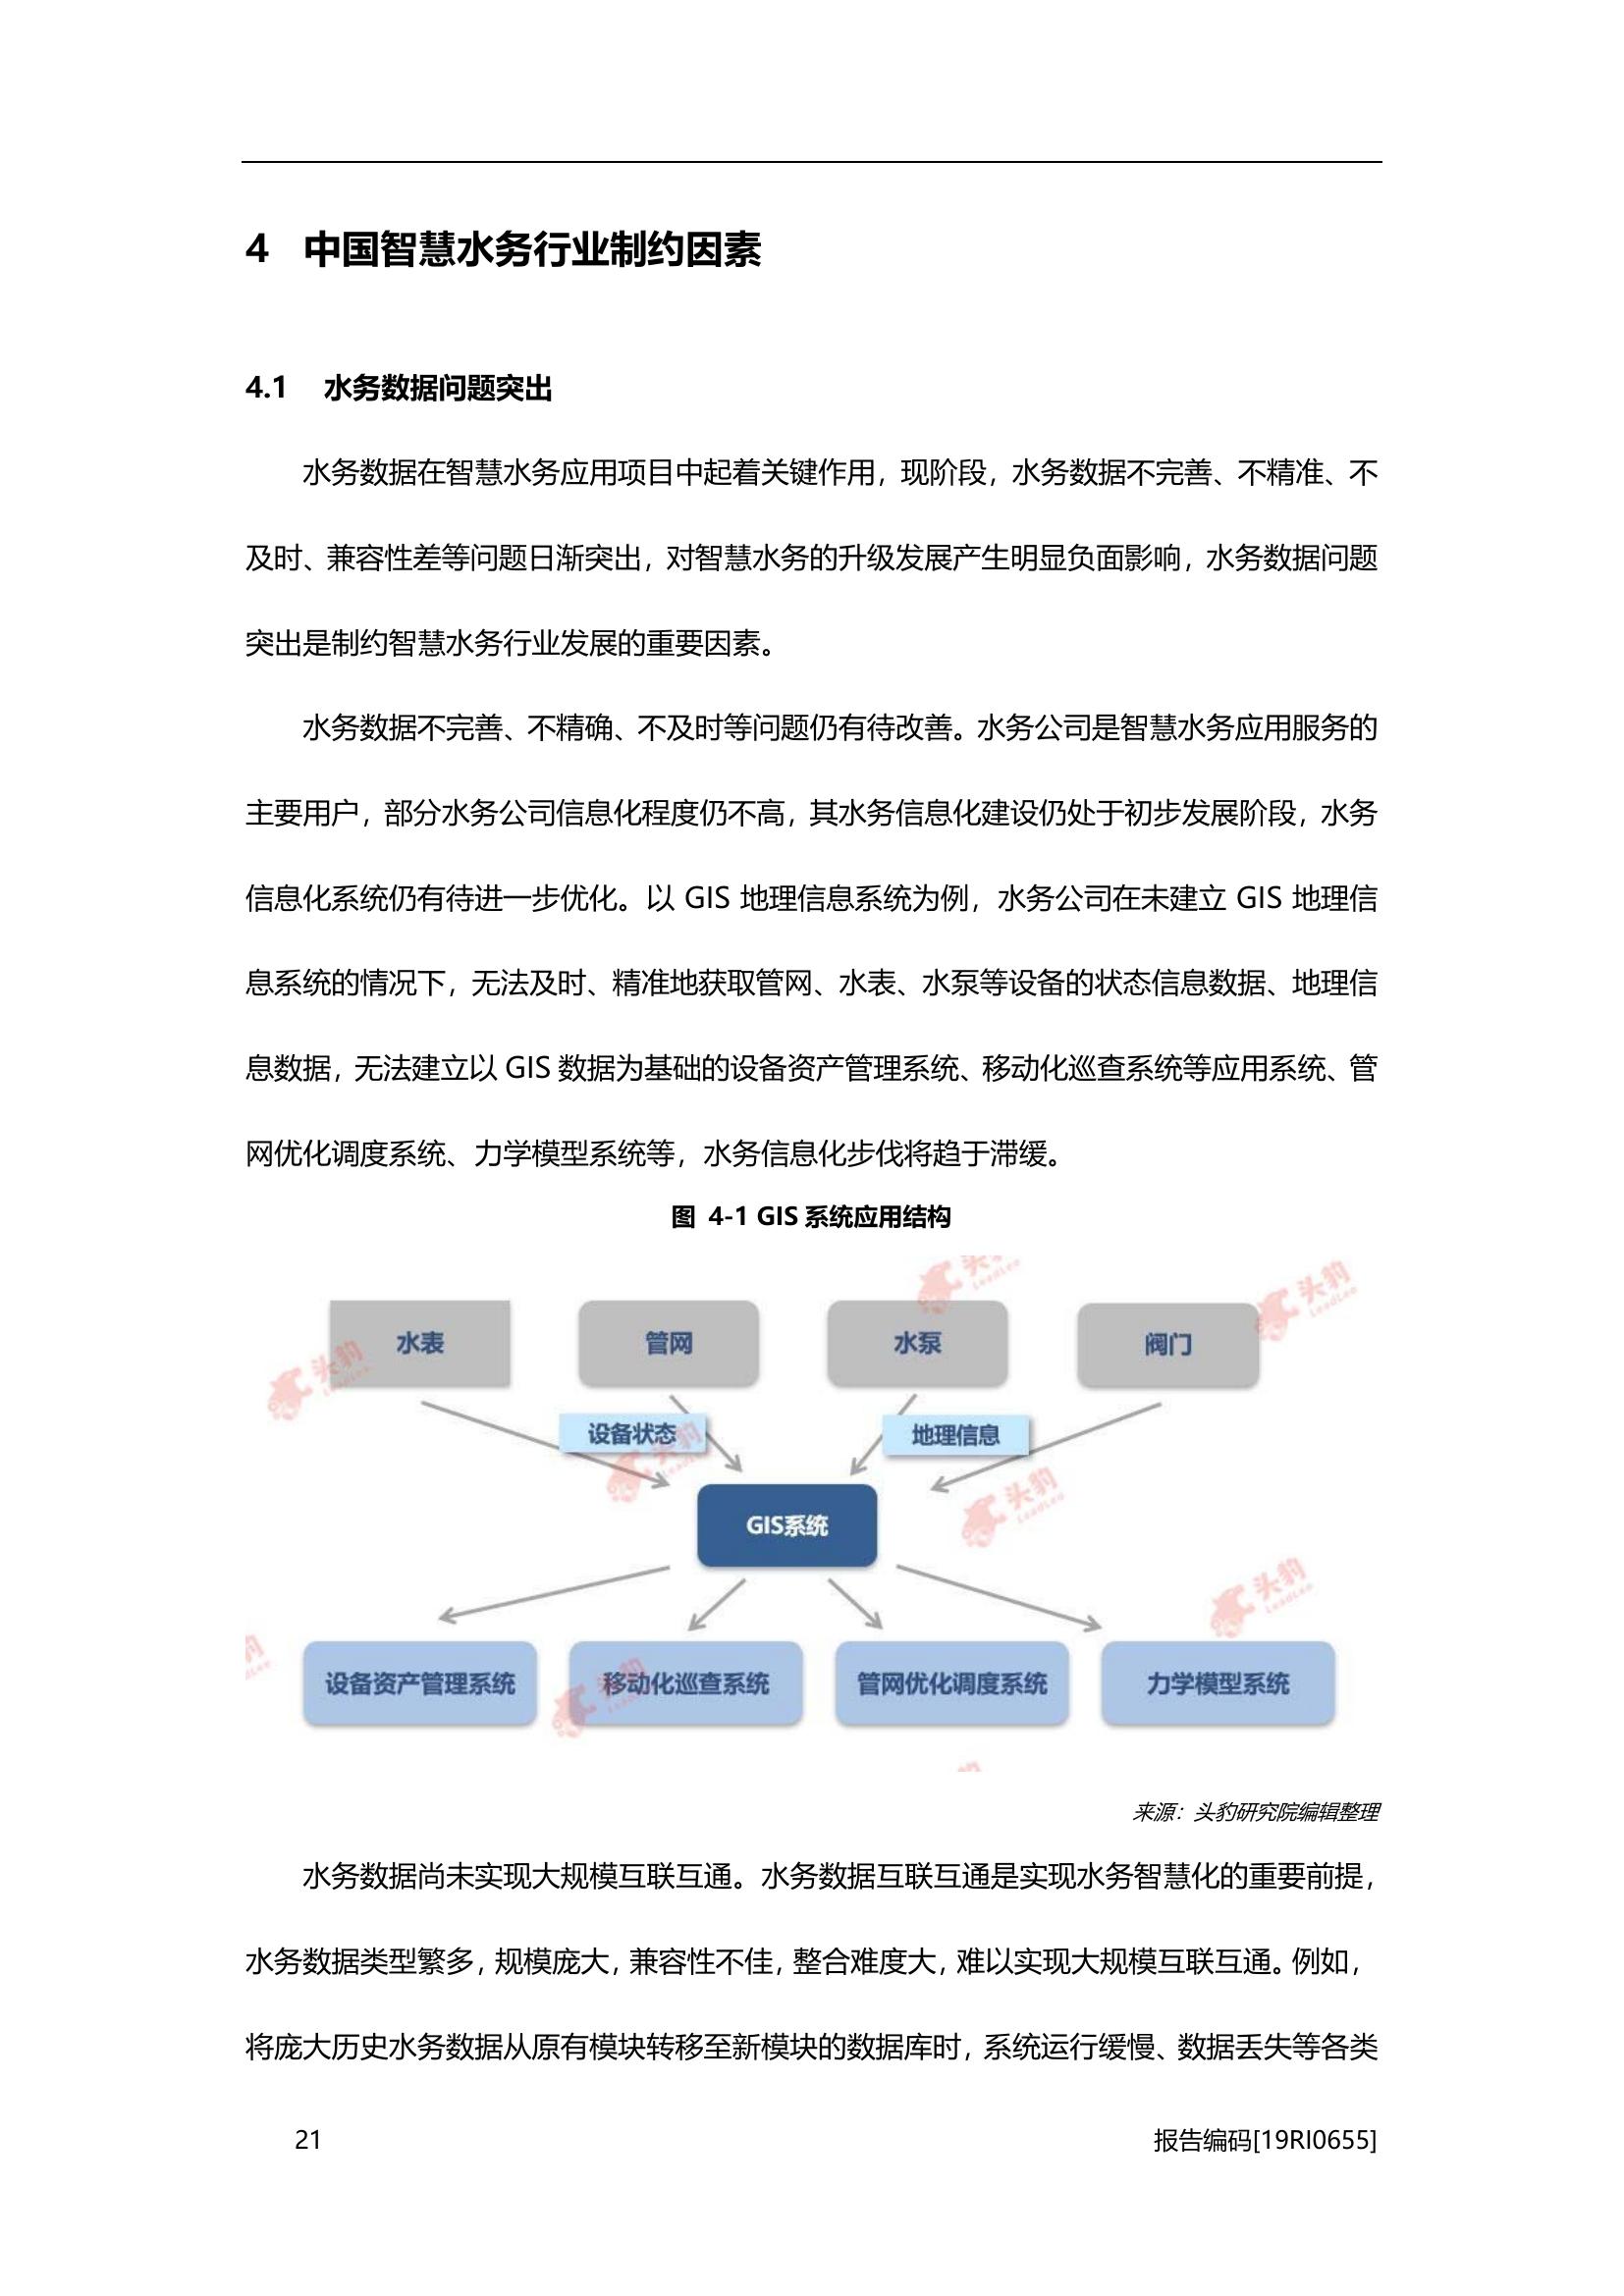 4 中国智慧水务行业制约因素
4.1 水务数据问题突出
水务数据在智慧水务应用项目中起着关键作用，现阶段，水务数据不完善、不精准、不
及时、兼容性差等问题日渐突出，对智慧水务的升级发展产生明显负面影响，水务数据问题
突出是制约智慧水务行业发展的重要因素。
水务数据不完善、不精确、不及时等问题仍有待改善。水务公司是智慧水务应用服务的
主要用户，部分水务公司信息化程度仍不高，其水务信息化建设仍处于初步发展阶段，水务
信息化系统仍有待进一步优化。以 GIS 地理信息系统为例，水务公司在未建立 GIS 地理信
息系统的情况下，无法及时、精准地获取管网、水表、水泵等设备的状态信息数据、地理信
息数据，无法建立以 GIS 数据为基础的设备资产管理系统、移动化巡查系统等应用系统、管
网优化调度系统、力学模型系统等，水务信息化步伐将趋于滞缓。
图 4-1 GIS 系统应用结构
水表 管网 水泵 阀门
设备状态 地理信息
GIS系统
设备资产管理系统 移动化巡查系统 管网优化调度系统 力学模型系统
头豹 LeadLeo
来源：头豹研究院编辑整理
水务数据尚未实现大规模互联互通。水务数据互联互通是实现水务智慧化的重要前提，
水务数据类型繁多，规模庞大，兼容性不佳，整合难度大，难以实现大规模互联互通。例如，
将庞大历史水务数据从原有模块转移至新模块的数据库时，系统运行缓慢、数据丢失等各类
21 报告编码[19RI0655]